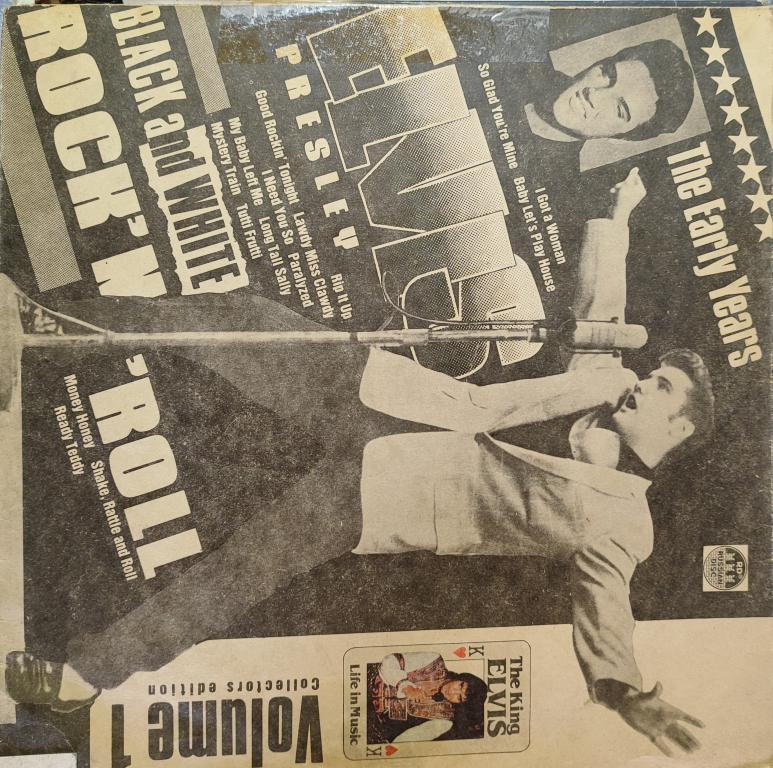 The Early Years
ELVIS
PRESLEY
So Glad You're Mine Baby Let's Play House
I Got a Woman
Good Rockin' Tonight Lawdy Miss Clawdy Rip It Up
I Need You So Paralyzed
My Baby Left Me Long Tall Sally
Mystery Train Tutti Frutti
BLACK and WHITE
ROCK'N'ROLL
Money Honey Shake, Rattle and Roll
Ready Teddy
RD
RUSSIAN
DISC
K
The King
ELVIS
Life in Music
K
Volume 1
Collectors edition